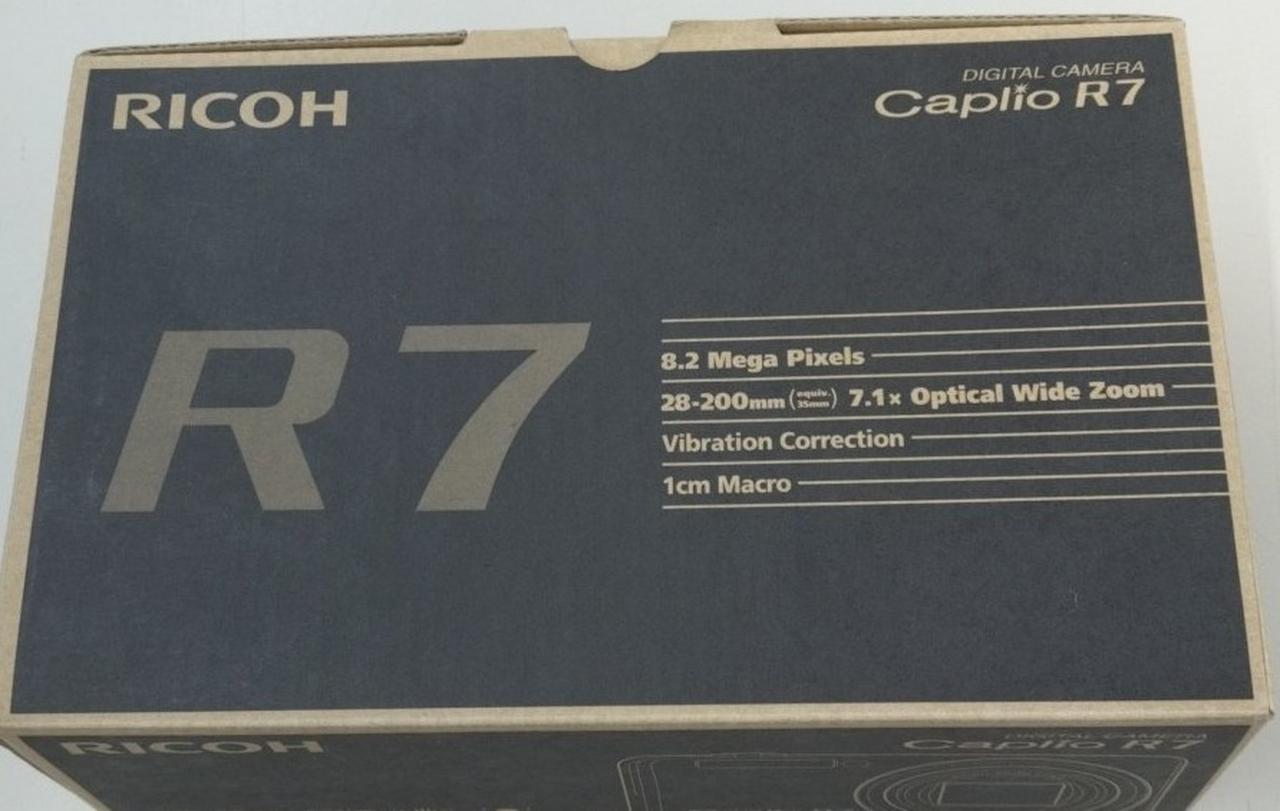 RICOH
DIGITAL CAMERA
Caplio R7
R7
8.2 Mega Pixels
28-200mm (equiv. 35mm) 7.1x Optical Wide Zoom
Vibration Correction
1cm Macro
RICOH
DIGITAL CAMERA
Caplio R7